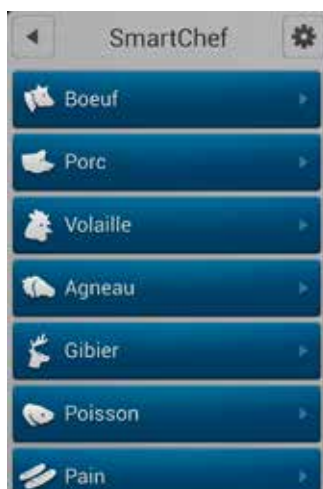 SmartChef
Boeuf
Porc
Volaille
Agneau
Gibier
Poisson
Pain